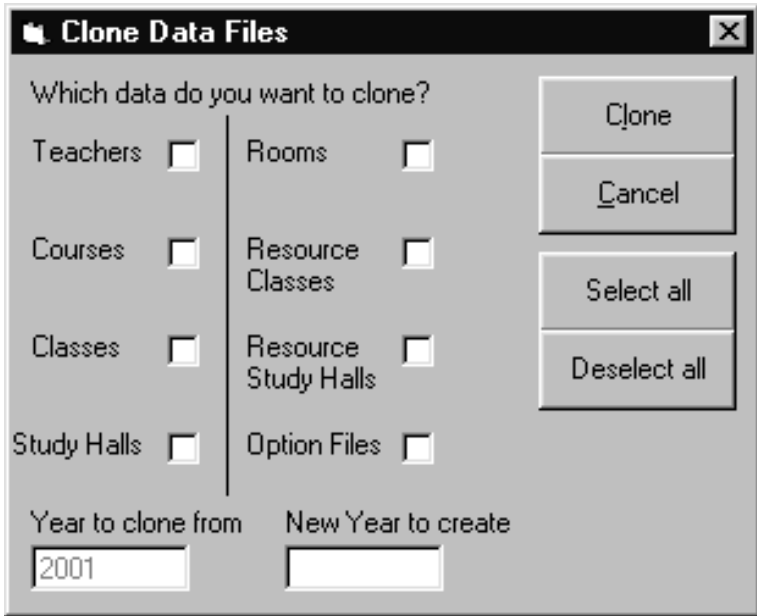 Clone Data Files
Which data do you want to clone?
Teachers
Rooms
Courses
Resource
Classes
Classes
Resource
Study Halls
Study Halls
Option Files
Year to clone from
New Year to create
2001
Clone
Cancel
Select all
Deselect all